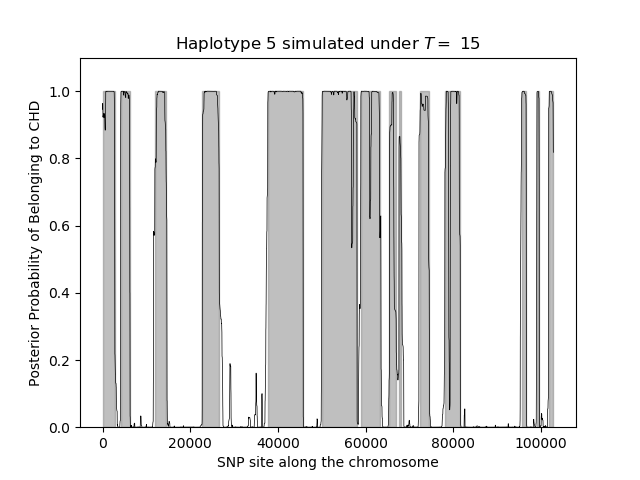 Haplotype 5 simulated under T = 15
Posterior Probability of Belonging to CHD
1.0
0.8
0.6
0.4
0.2
0.0
0 20000 40000 60000 80000 100000
SNP site along the chromosome